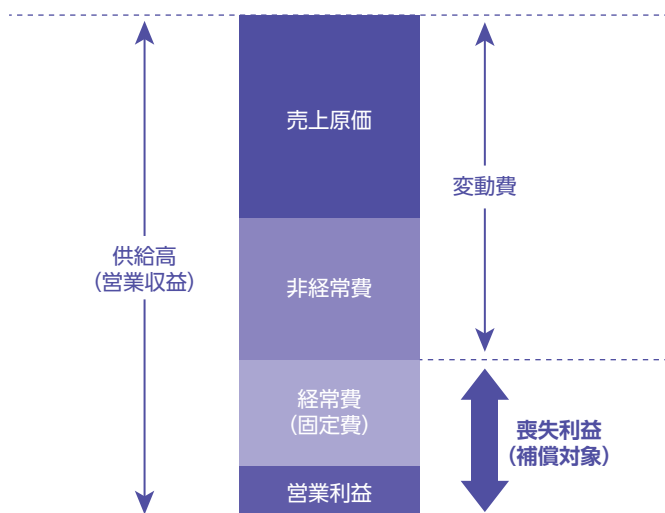 売上原価
変動費
供給高
(営業収益)
非経常費
経常費
(固定費)
喪失利益
(補償対象)
営業利益